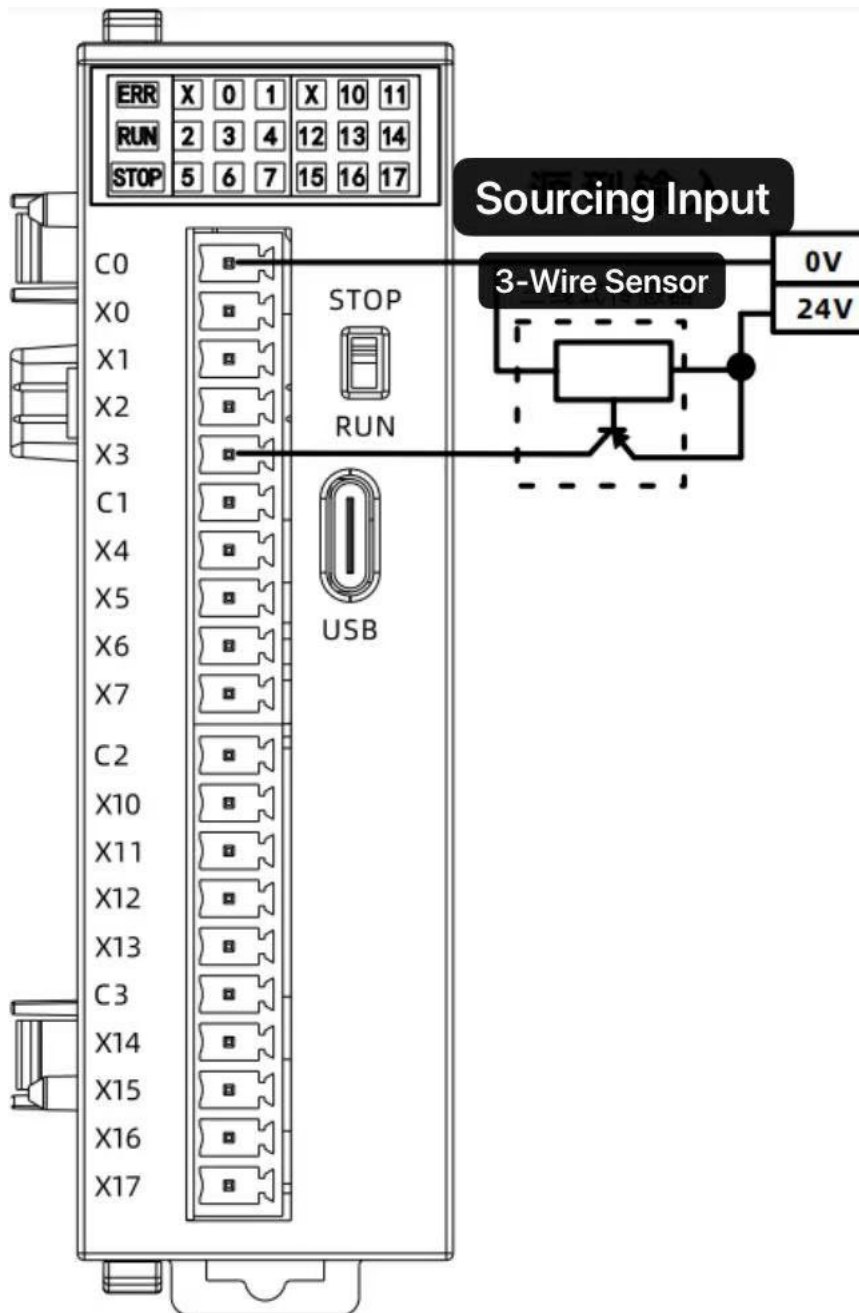 ERR X 0 1 X 10 11
RUN 2 3 4 12 13 14
STOP 5 6 7 15 16 17
Sourcing Input
3-Wire Sensor
0V
24V
STOP
RUN
USB
C0
X0
X1
X2
X3
C1
X4
X5
X6
X7
C2
X10
X11
X12
X13
C3
X14
X15
X16
X17